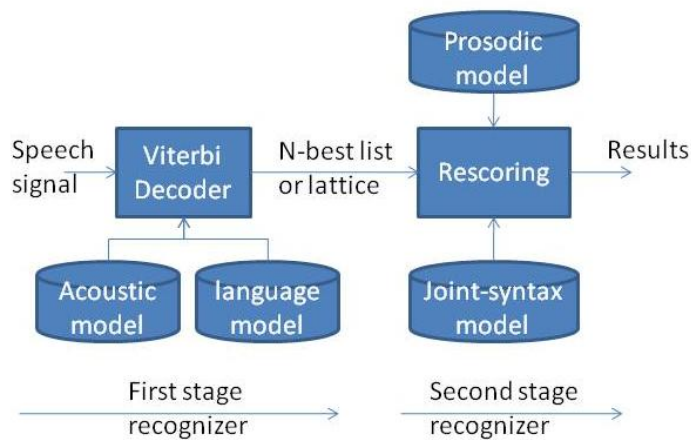 Prosodic
model
Speech
signal
Viterbi
Decoder
N-best list
or lattice
Rescoring
Results
Acoustic
model
language
model
Joint-syntax
model
First stage
recognizer
Second stage
recognizer